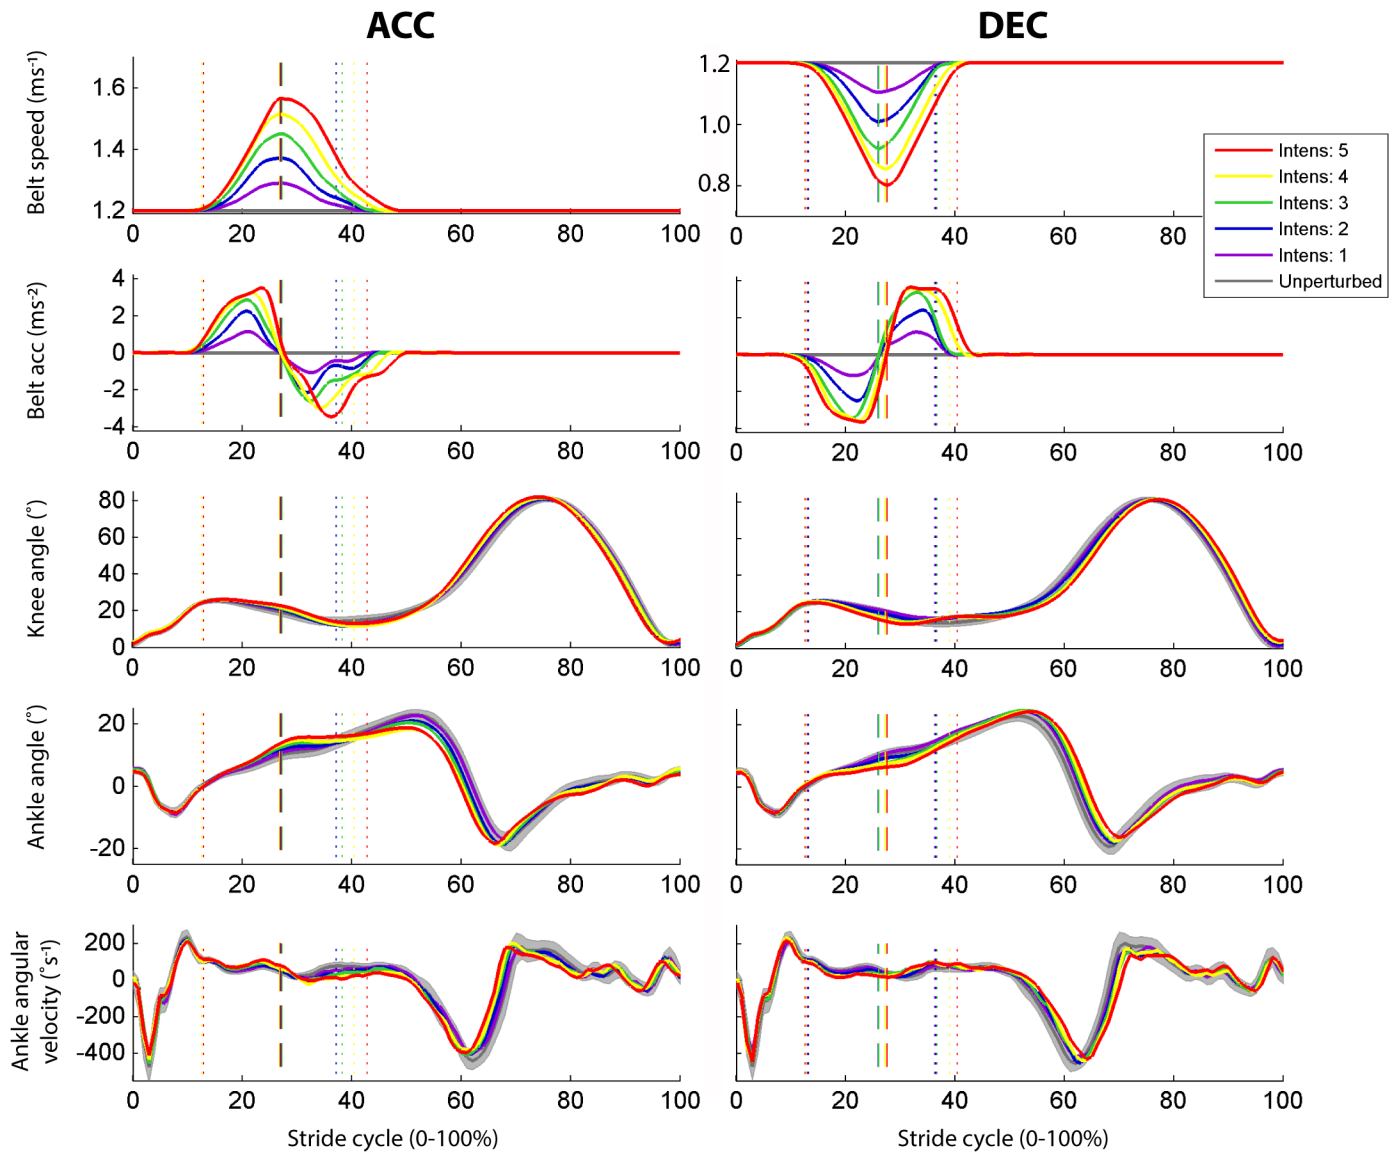 ACC
DEC
Belt speed (ms⁻¹)
1.6
1.4
1.2
0 20 40 60 80 100
1.2
1.0
0.8
0 20 40 60 80
Intens: 5
Intens: 4
Intens: 3
Intens: 2
Intens: 1
Unperturbed
Belt acc (ms⁻²)
4
2
0
-2
-4
0 20 40 60 80 100
0 20 40 60 80 100
Knee angle (°)
80
60
40
20
0
0 20 40 60 80 100
0 20 40 60 80 100
Ankle angle (°)
20
0
-20
0 20 40 60 80 100
0 20 40 60 80 100
Ankle angular
velocity (°s⁻¹)
200
0
-200
-400
0 20 40 60 80 100
0 20 40 60 80 100
Stride cycle (0-100%)
Stride cycle (0-100%)